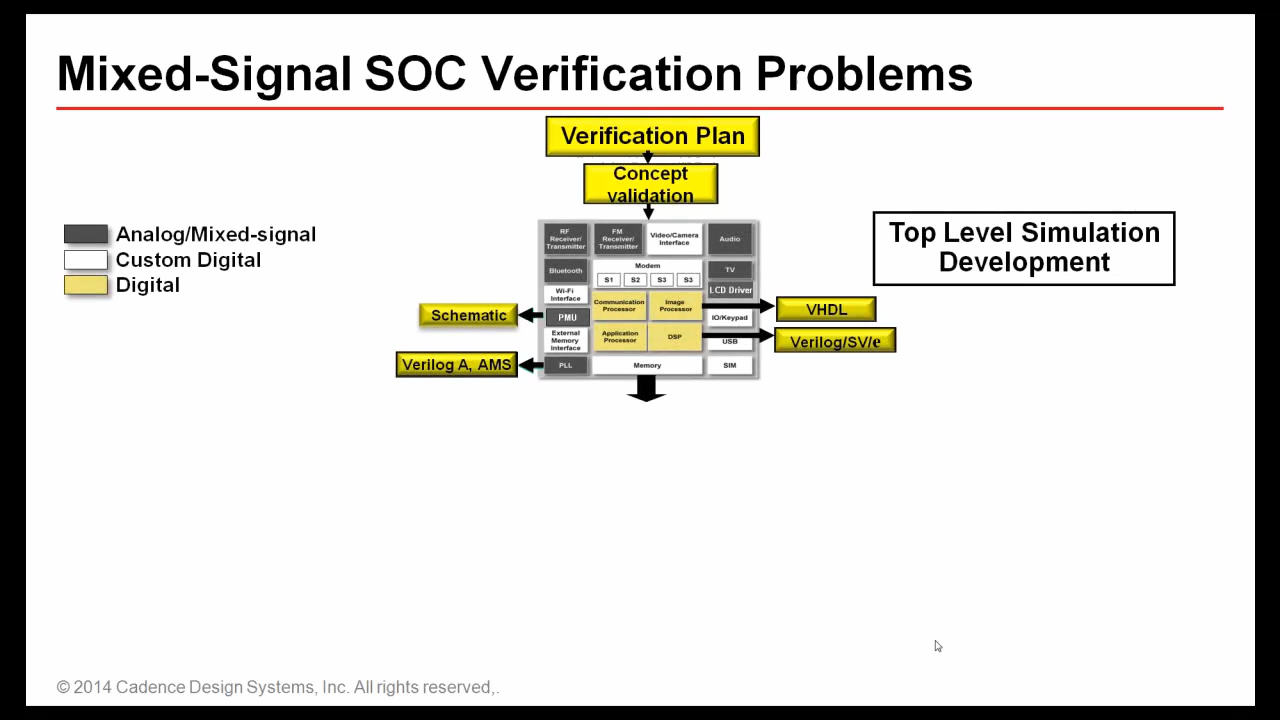 Mixed-Signal SOC Verification Problems
Verification Plan
Concept
validation
Analog/Mixed-signal
Custom Digital
Digital
Top Level Simulation
Development
RF
Receiver/
Transmitter
FM
Receiver/
Transmitter
Video/Camera
Interface
Audio
Bluetooth
Modem
S1
S2
S3
S3
TV
LCD Driver
Wi-Fi
Interface
Communication
Processor
Image
Processor
VHDL
Schematic
PMU
IO/Keypad
External
Memory
Interface
Application
Processor
DSP
USB
Verilog/SV/e
Verilog A, AMS
PLL
Memory
SIM
© 2014 Cadence Design Systems, Inc. All rights reserved,.